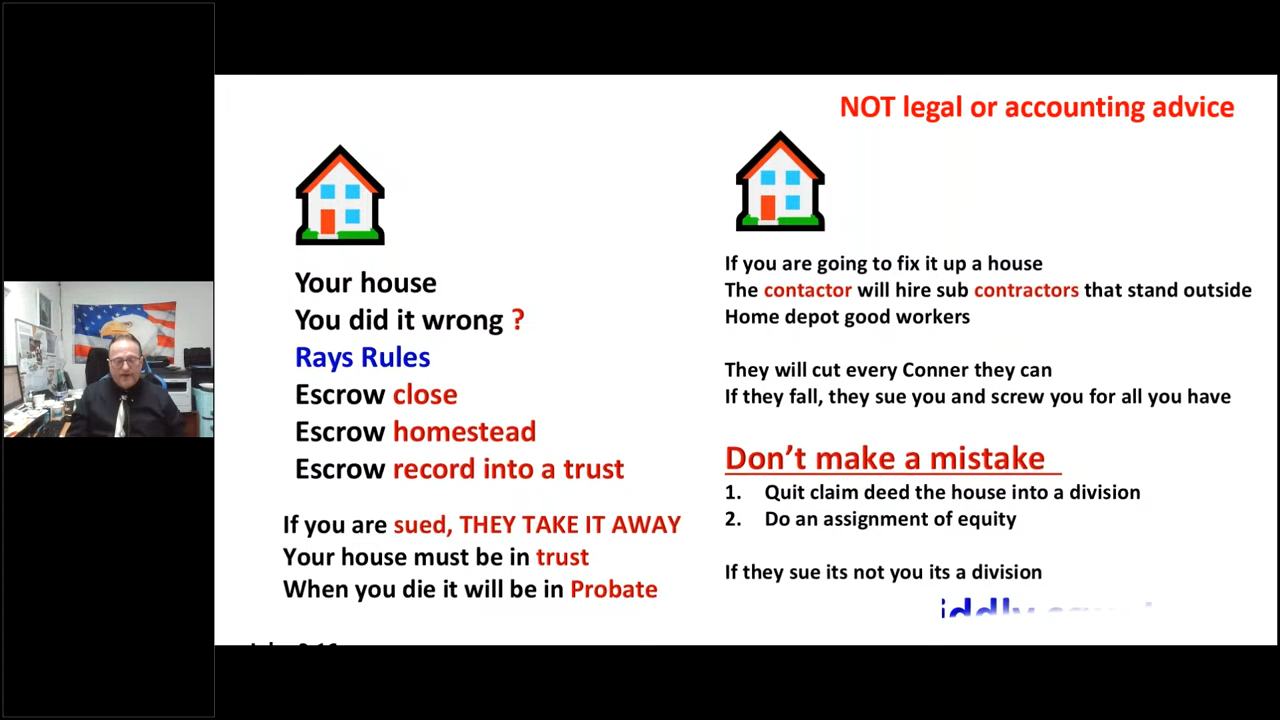 NOT legal or accounting advice
Your house
You did it wrong ?
Rays Rules
Escrow close
Escrow homestead
Escrow record into a trust
If you are sued, THEY TAKE IT AWAY
Your house must be in trust
When you die it will be in Probate
If you are going to fix it up a house
The contactor will hire sub contractors that stand outside
Home depot good workers
They will cut every Conner they can
If they fall, they sue you and screw you for all you have
Don't make a mistake
1. Quit claim deed the house into a division
2. Do an assignment of equity
If they sue its not you its a division